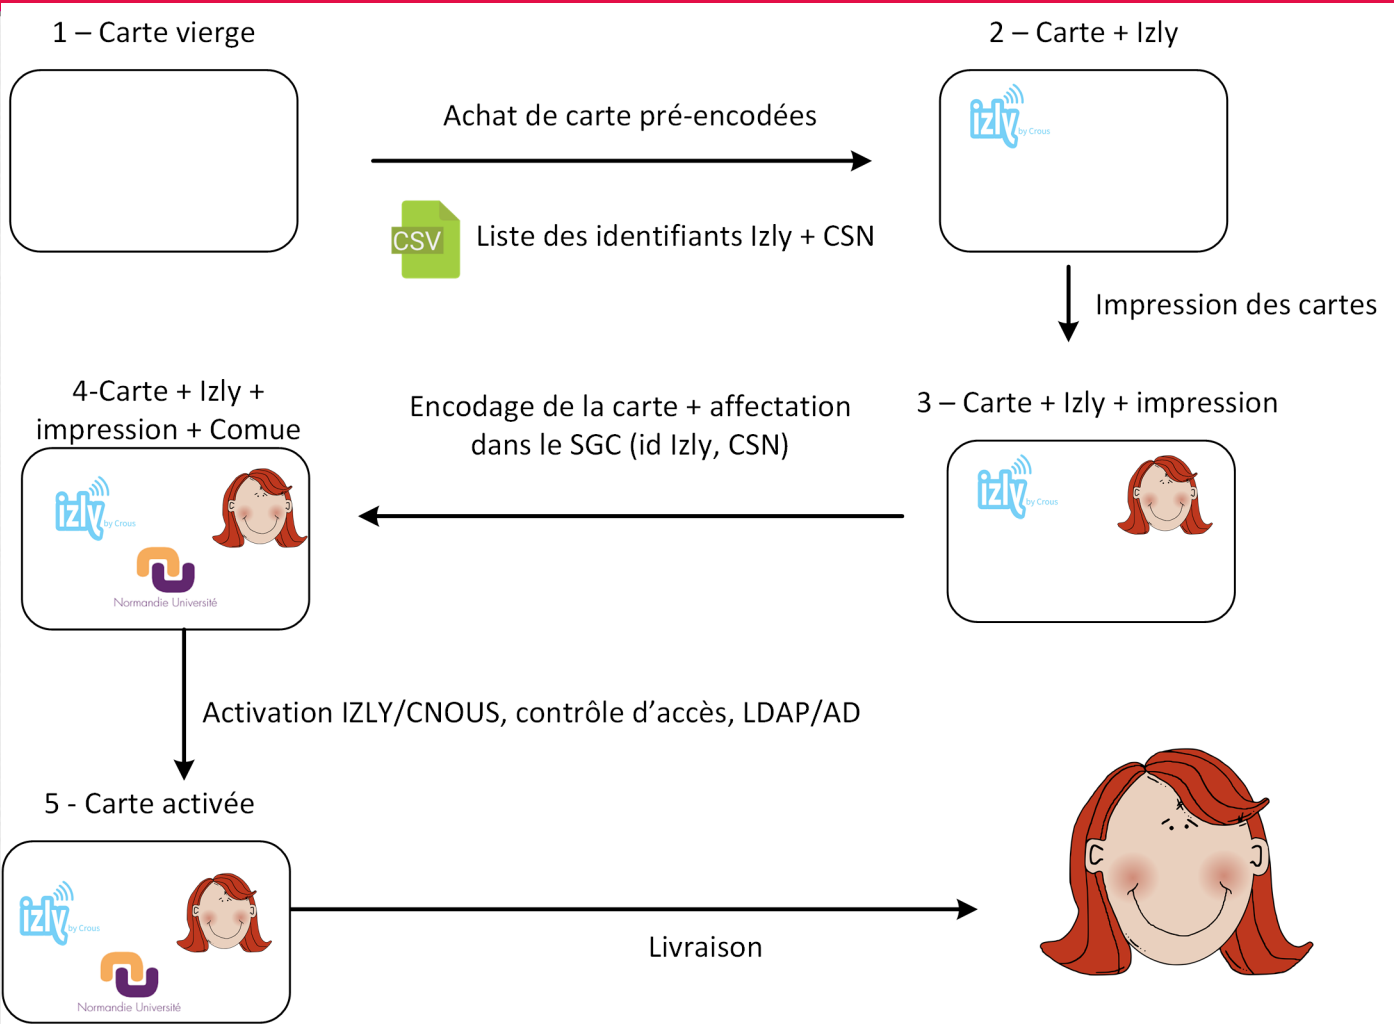 1 – Carte vierge
2 – Carte + Izly
izly
by Crous
Achat de carte pré-encodées
CSV
Liste des identifiants Izly + CSN
Impression des cartes
3 – Carte + Izly + impression
izly
by Crous
Encodage de la carte + affectation
dans le SGC (id Izly, CSN)
4-Carte + Izly +
impression + Comue
izly
by Crous
Normandie Université
Activation IZLY/CNOUS, contrôle d’accès, LDAP/AD
5 - Carte activée
izly
by Crous
Normandie Université
Livraison